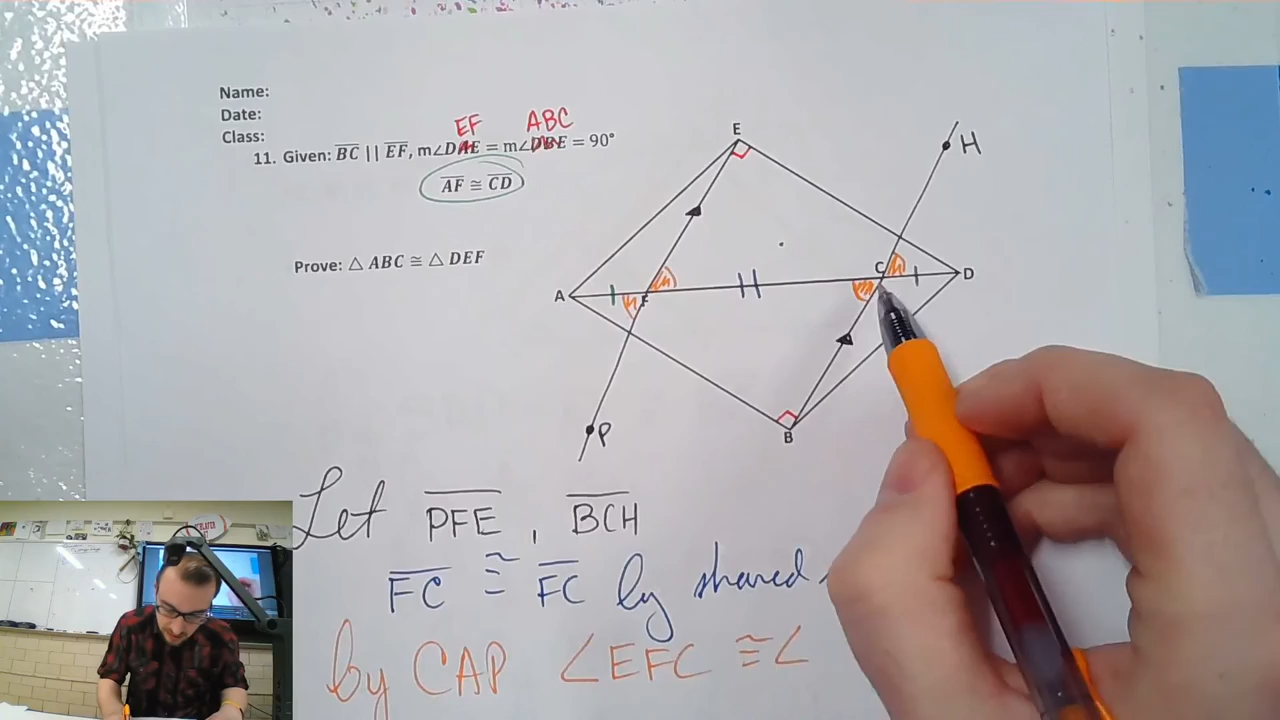 Name:
Date:
Class:
EF ABC
11. Given: BC || EF, m∠DAE = m∠DBE = 90°
AF ≅ CD
Prove: △ ABC ≅ △ DEF
E
H
A
F
C
D
P
B
Let PFE, BCH
FC ≅ FC by shared
by CAP ∠EFC ≅ ∠